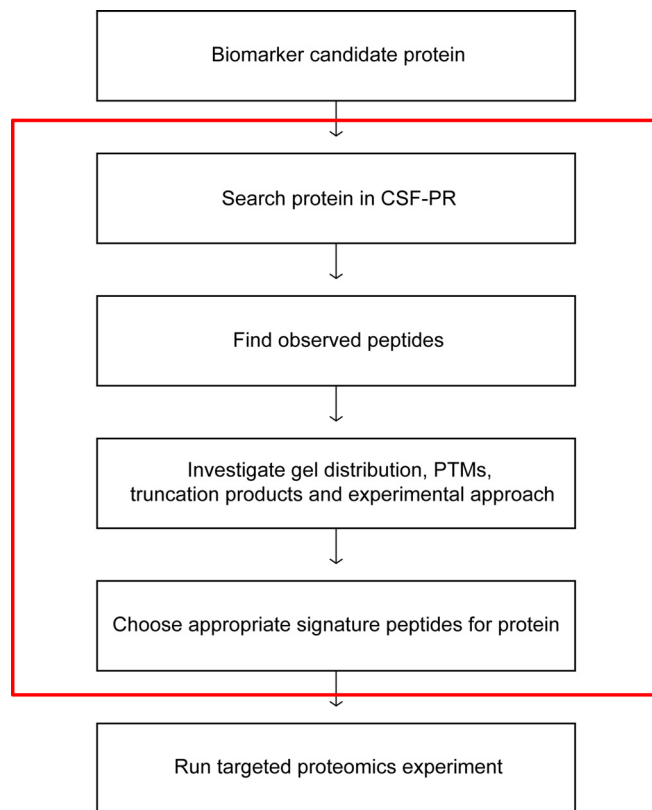 Biomarker candidate protein
Search protein in CSF-PR
Find observed peptides
Investigate gel distribution, PTMs,
truncation products and experimental approach
Choose appropriate signature peptides for protein
Run targeted proteomics experiment